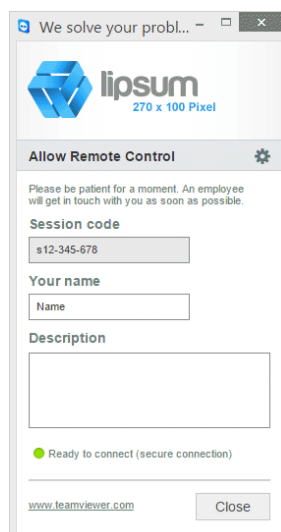 We solve your probl...
lipsum
270 x 100 Pixel
Allow Remote Control
Please be patient for a moment. An employee
will get in touch with you as soon as possible.
Session code
s12-345-678
Your name
Name
Description
Ready to connect (secure connection)
www.teamviewer.com
Close